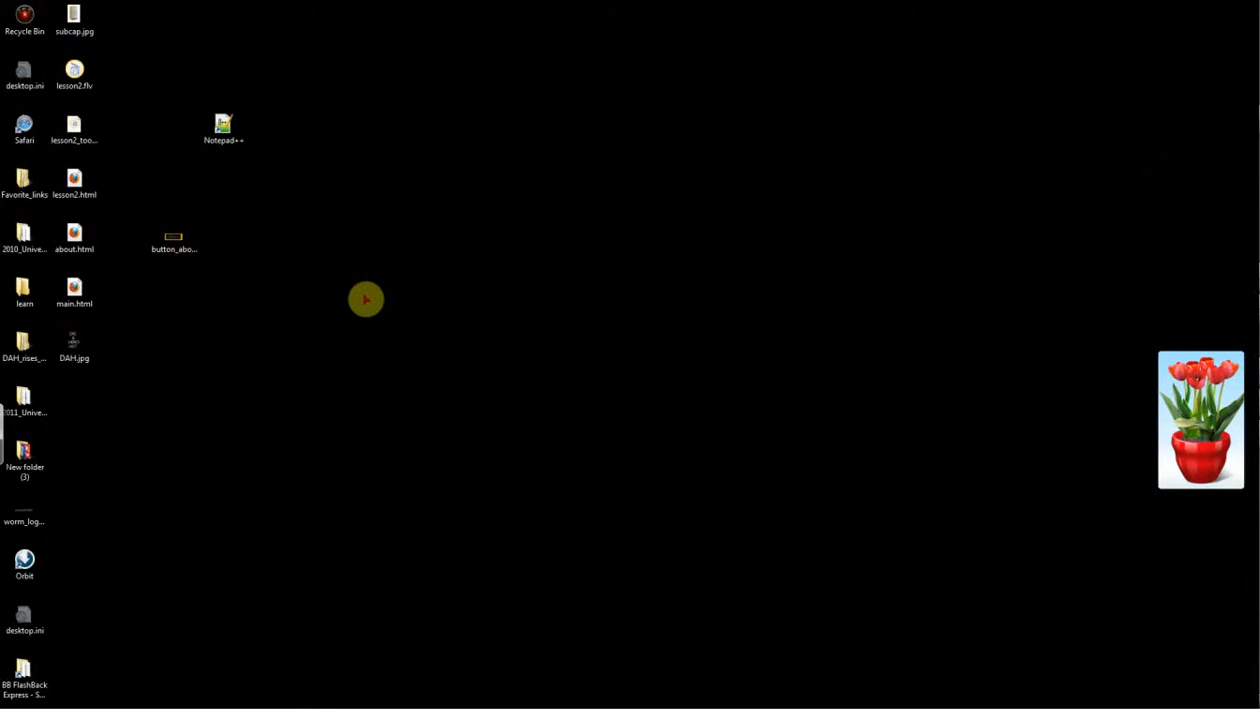 Recycle Bin
subcap.jpg
desktop.ini
lesson2.flv
Safari
lesson2_too...
Notepad++
Favorite_links
lesson2.html
2010_Unive...
about.html
button_abo...
learn
main.html
DAH_rises_...
DAH.jpg
2011_Unive...
New folder
(3)
worm_log...
Orbit
desktop.ini
BB FlashBack
Express - S...